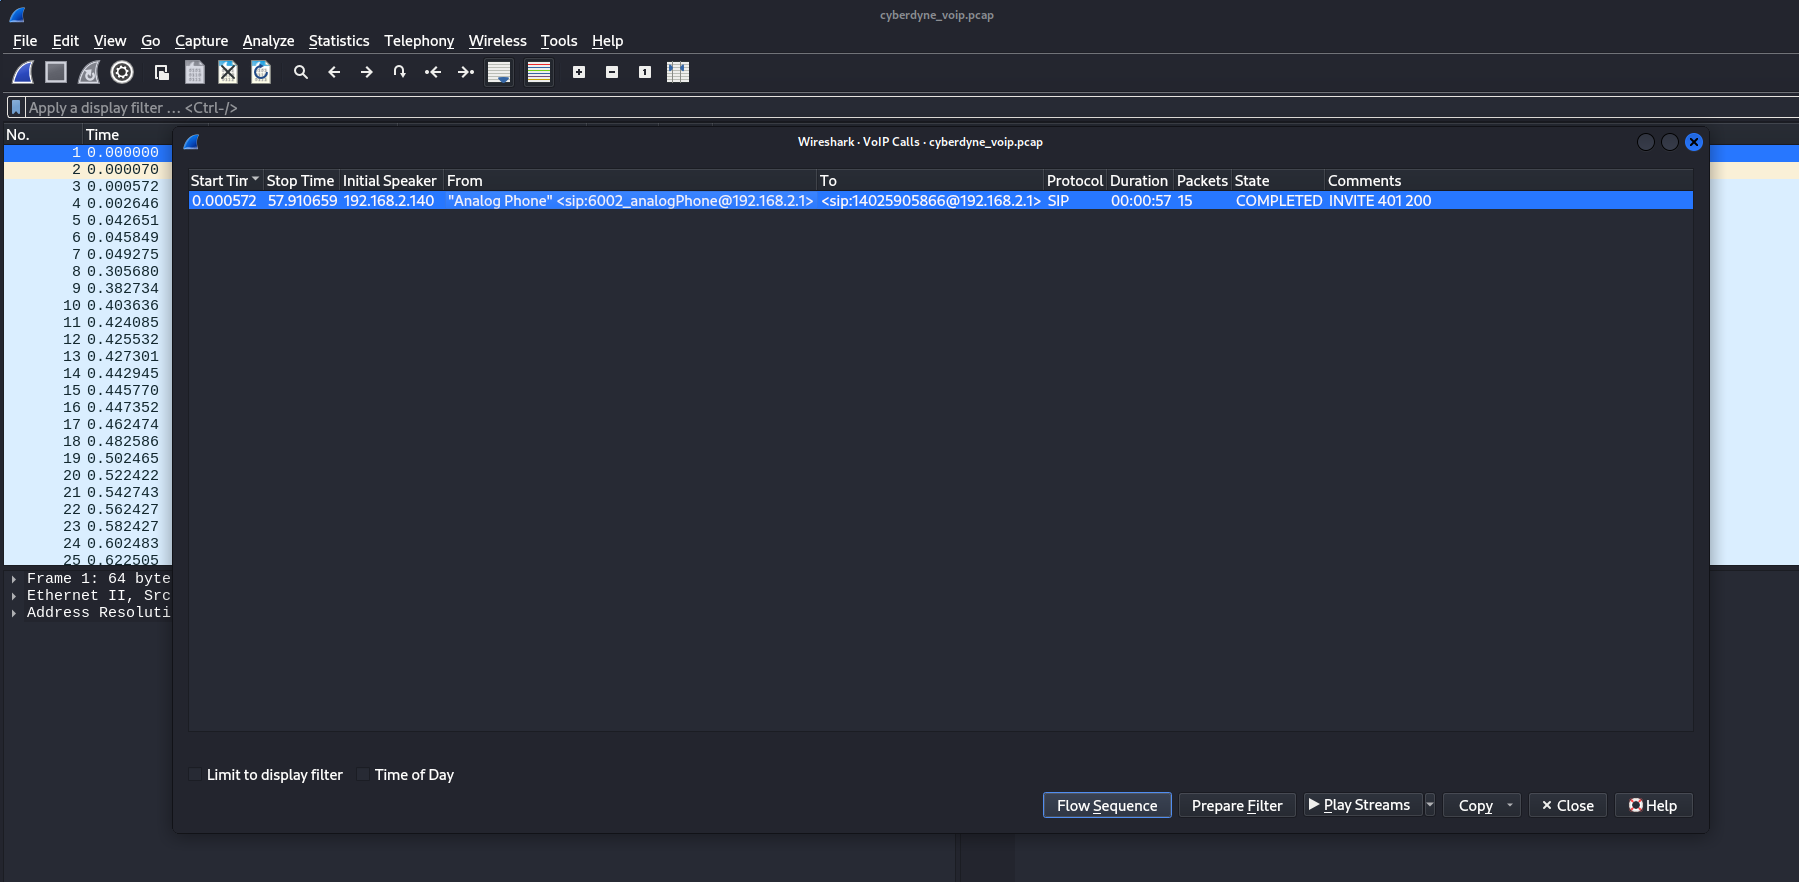 cyberdyne_voip.pcap
File Edit View Go Capture Analyze Statistics Telephony Wireless Tools Help
Apply a display filter … <Ctrl-/>
No. Time
Wireshark · VoIP Calls · cyberdyne_voip.pcap
Start Tim Stop Time Initial Speaker From To Protocol Duration Packets State Comments
0.000572 57.910659 192.168.2.140 "Analog Phone" <sip:6002_analogPhone@192.168.2.1> <sip:14025905866@192.168.2.1> SIP 00:00:57 15 COMPLETED INVITE 401 200
1 0.000000
2 0.000070
3 0.000572
4 0.002646
5 0.042651
6 0.045849
7 0.049275
8 0.305680
9 0.382734
10 0.403636
11 0.424085
12 0.425532
13 0.427301
14 0.442945
15 0.445770
16 0.447352
17 0.462474
18 0.482586
19 0.502465
20 0.522422
21 0.542743
22 0.562427
23 0.582427
24 0.602483
25 0.622505
Frame 1: 64 byte
Ethernet II, Src
Address Resoluti
Limit to display filter Time of Day
Flow Sequence Prepare Filter Play Streams Copy Close Help